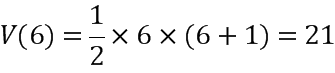 V(6) = 1/2 × 6 × (6 + 1) = 21